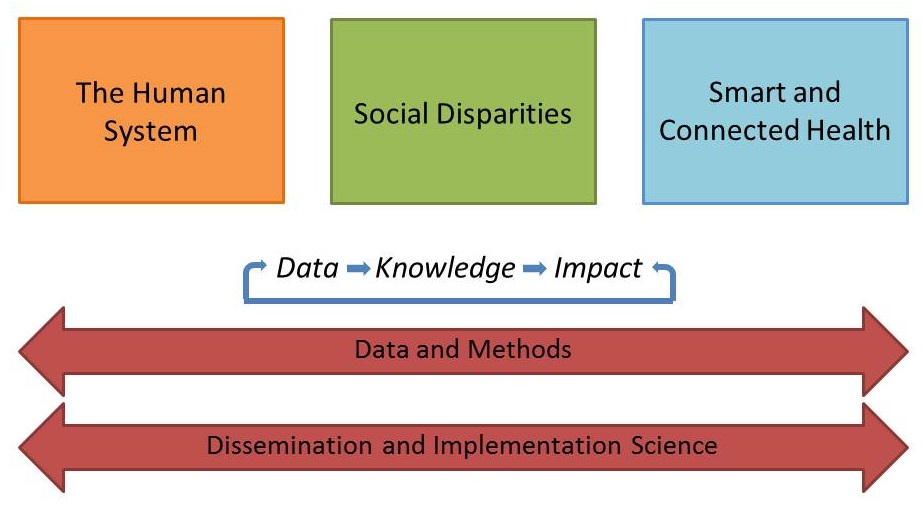 The Human
System
Social Disparities
Smart and
Connected Health
Data Knowledge Impact
Data and Methods
Dissemination and Implementation Science